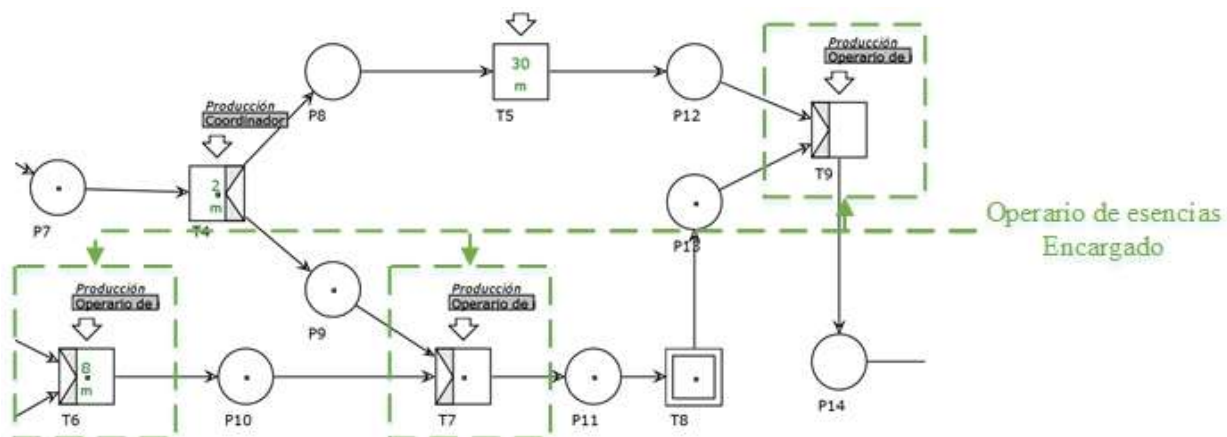 Producción
Operario de
30
m
P8
T5
P12
Producción
Coordinador
2
m
T9
P7
T4
P13
Operario de esencias
Encargado
Producción
Operario de
Producción
Operario de
8
m
P9
T6
P10
T7
P11
T8
P14